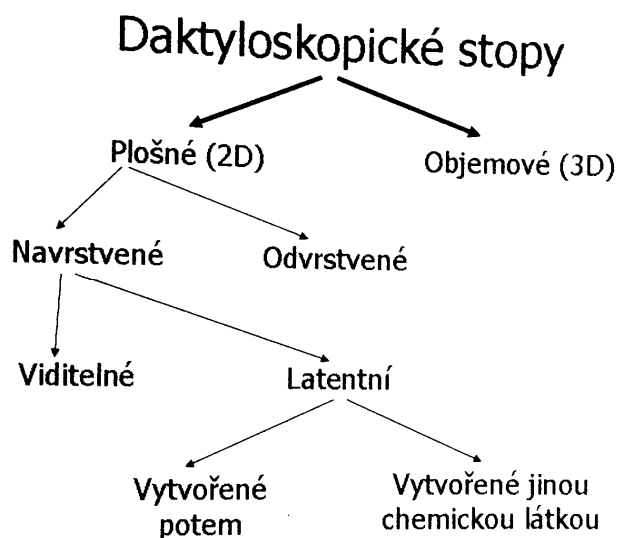 Daktyloskopické stopy
Plošné (2D)
Objemové (3D)
Navrstvené
Odvrstvené
Viditelné
Latentní
Vytvořené
potem
Vytvořené jinou
chemickou látkou